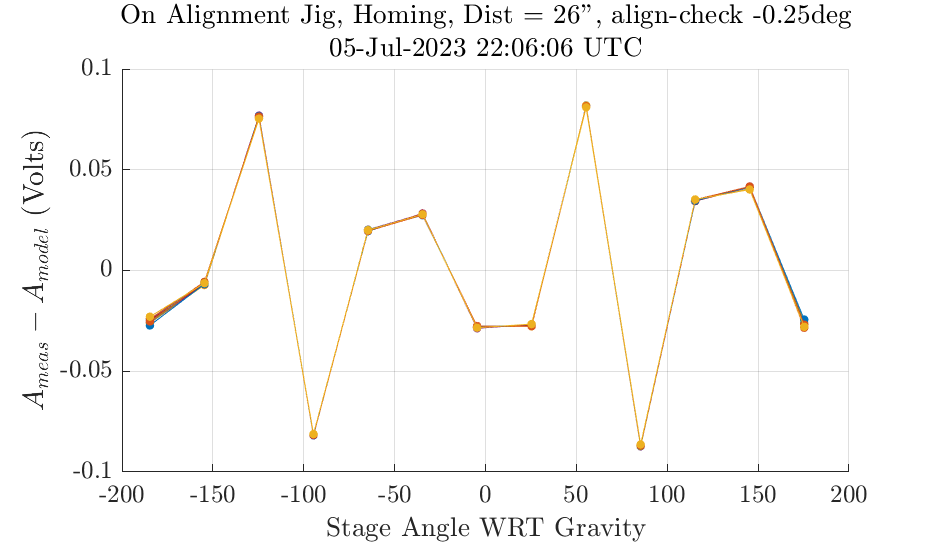 On Alignment Jig, Homing, Dist = 26", align-check -0.25deg
05-Jul-2023 22:06:06 UTC
0.1
0.05
0
-0.05
-0.1
A_meas − A_model (Volts)
-200 -150 -100 -50 0 50 100 150 200
Stage Angle WRT Gravity